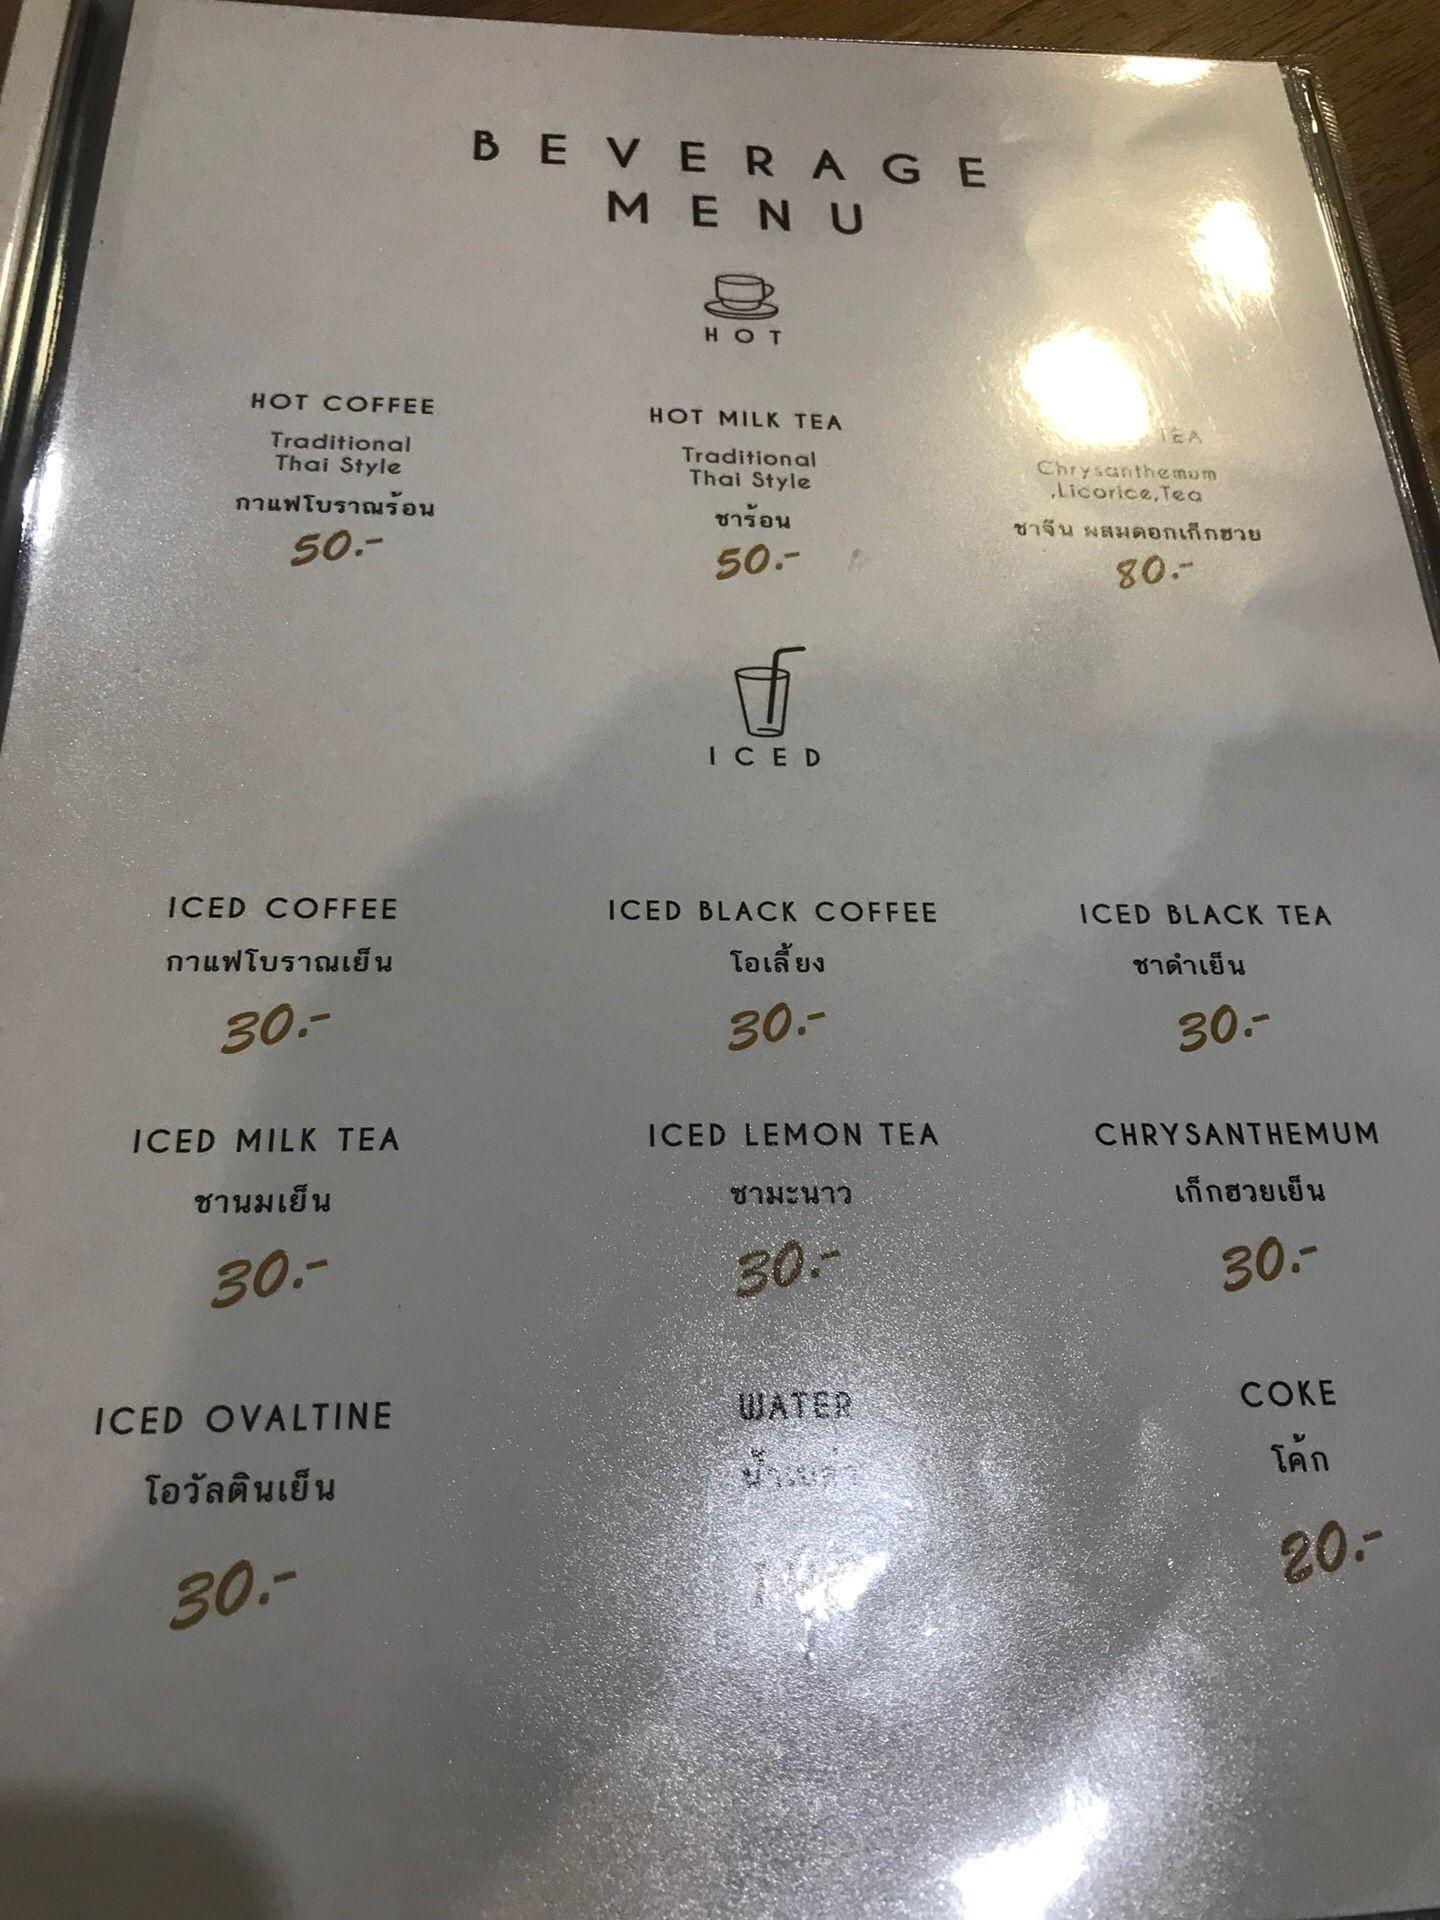 BEVERAGE
MENU
HOT
HOT COFFEE
Traditional
Thai Style
กาแฟโบราณร้อน
50.-
HOT MILK TEA
Traditional
Thai Style
ชาร้อน
50.-
TEA
Chrysanthemum
,Licorice,Tea
ชาจีน ผสมดอกเก็กฮวย
80.-
ICED
ICED COFFEE
กาแฟโบราณเย็น
30.-
ICED BLACK COFFEE
โอเลี้ยง
30.-
ICED BLACK TEA
ชาดำเย็น
30.-
ICED MILK TEA
ชานมเย็น
30.-
ICED LEMON TEA
ชามะนาว
30.-
CHRYSANTHEMUM
เก็กฮวยเย็น
30.-
ICED OVALTINE
โอวัลตินเย็น
30.-
WATER
COKE
โค้ก
20.-